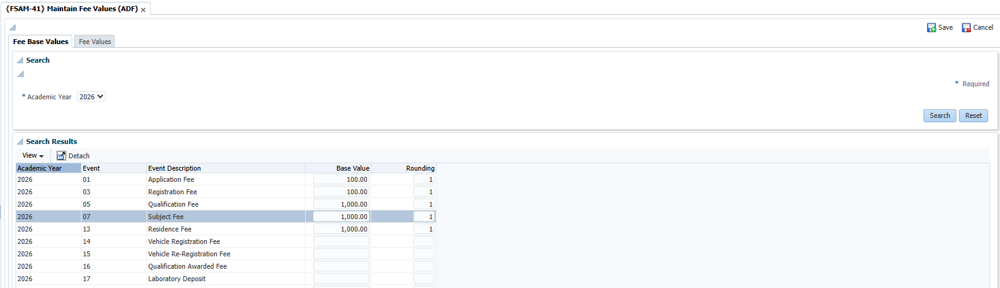 {FSAM-41} Maintain Fee Values (ADF) x
Save Cancel
Fee Base Values Fee Values
Search
* Required
* Academic Year 2026
Search Reset
Search Results
View Detach
Academic Year Event Event Description Base Value Rounding
2026 01 Application Fee 100.00 1
2026 03 Registration Fee 100.00 1
2026 05 Qualification Fee 1,000.00 1
2026 07 Subject Fee 1,000.00 1
2026 13 Residence Fee 1,000.00 1
2026 14 Vehicle Registration Fee
2026 15 Vehicle Re-Registration Fee
2026 16 Qualification Awarded Fee
2026 17 Laboratory Deposit